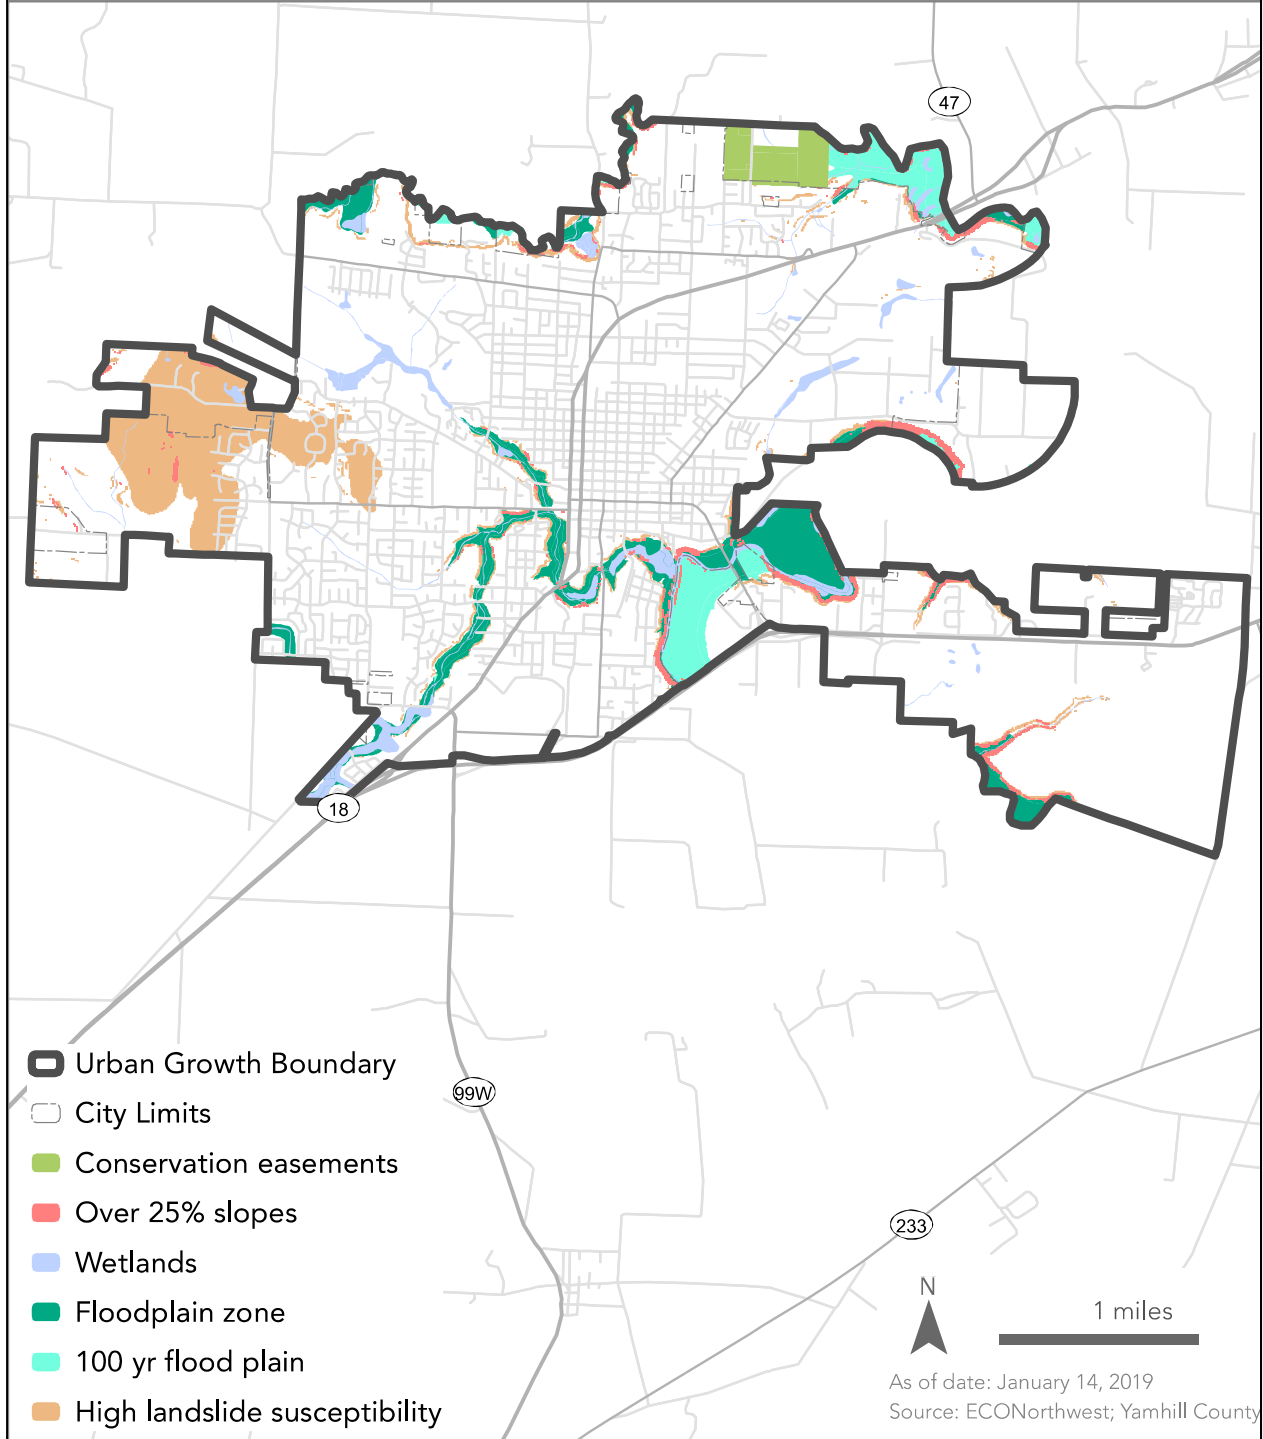 47
18
Urban Growth Boundary
City Limits
99W
Conservation easements
Over 25% slopes
233
Wetlands
N
Floodplain zone
1 miles
100 yr flood plain
As of date: January 14, 2019
High landslide susceptibility
Source: ECONorthwest; Yamhill County